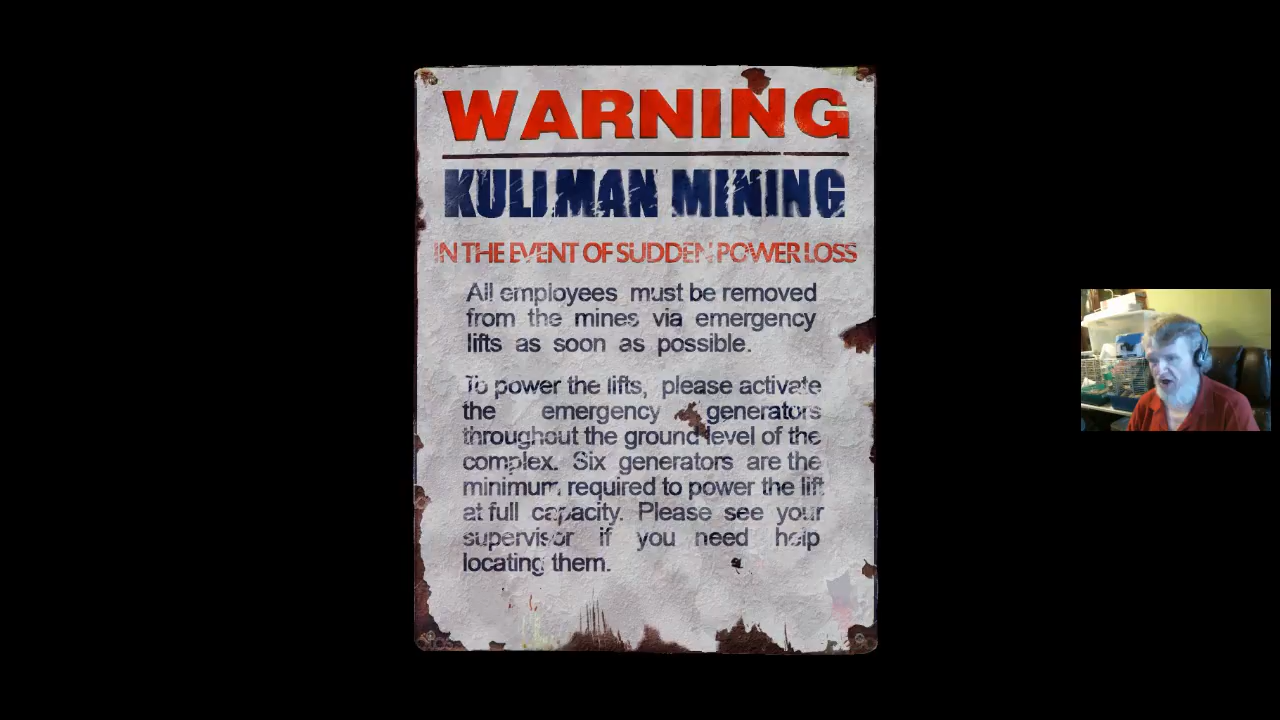 WARNING
KULLMAN MINING
IN THE EVENT OF SUDDEN POWER LOSS
All employees must be removed
from the mines via emergency
lifts as soon as possible.
To power the lifts, please activate
the emergency generators
throughout the ground level of the
complex. Six generators are the
minimum required to power the lift
at full capacity. Please see your
supervisor if you need help
locating them.